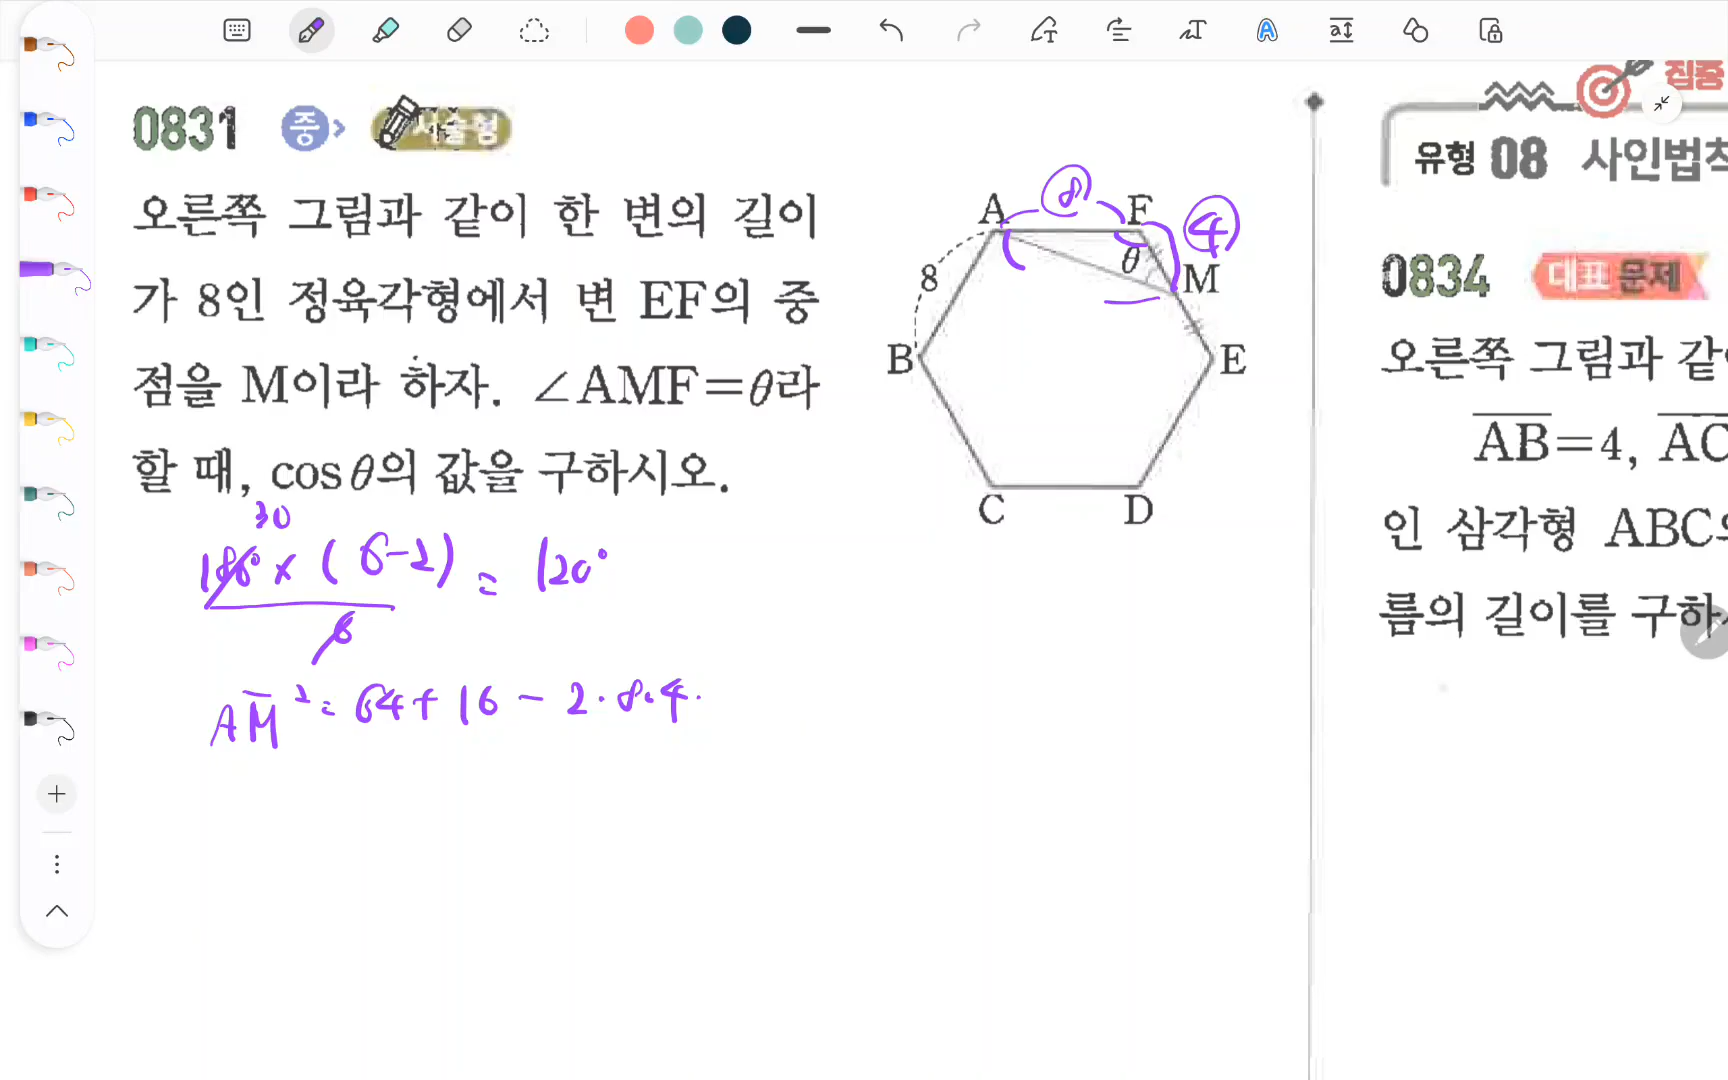 0831 중 서술형
오른쪽 그림과 같이 한 변의 길이
가 8인 정육각형에서 변 EF의 중
점을 M이라 하자. ∠AMF=θ라
할 때, cosθ의 값을 구하시오.
30
180° × (6-2) = 120°
6
AM² = 64 + 16 - 2·8·4·
8
A F 4
θ
8 M
B E
C D
집중
유형 08 사인법칙
0834 대표 문제
오른쪽 그림과 같이
AB=4, AC
인 삼각형 ABC
름의 길이를 구하